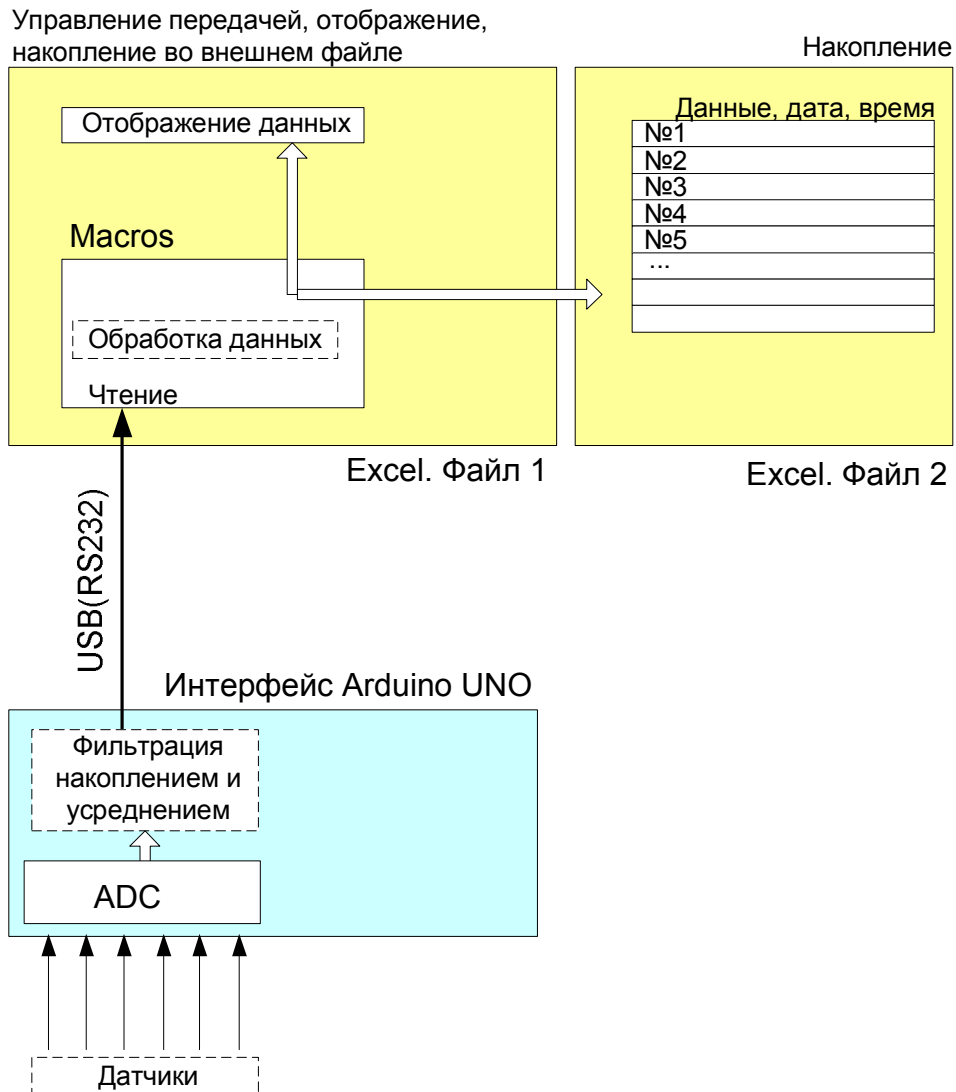 Управление передачей, отображение,
накопление во внешнем файле
Накопление
Отображение данных
Данные, дата, время
№1
№2
№3
№4
№5
...
Macros
Обработка данных
Чтение
Excel. Файл 1
Excel. Файл 2
USB(RS232)
Интерфейс Arduino UNO
Фильтрация
накоплением и
усреднением
ADC
Датчики